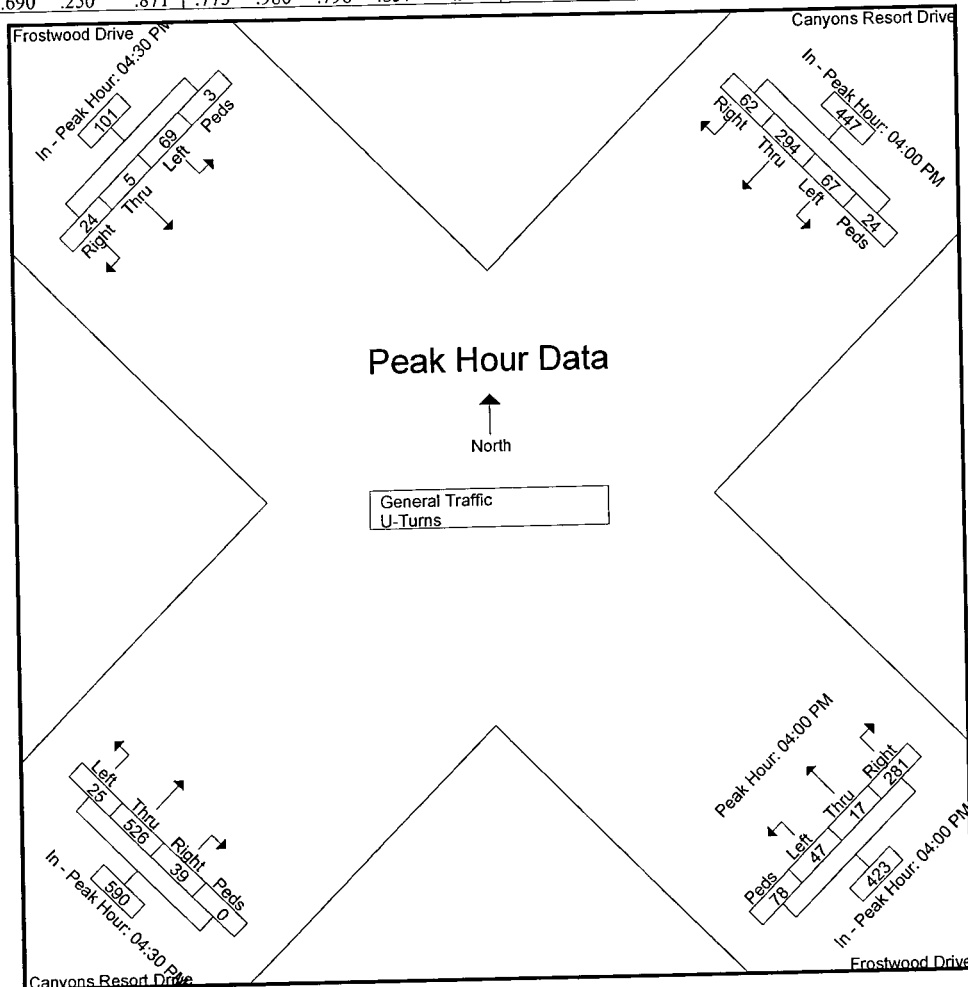 .690 .250 .871
Frostwood Drive
Canyons Resort Drive
In - Peak Hour: 04:30 PM
101
24 5 69 3
Right Thru Left Peds
In - Peak Hour: 04:00 PM
447
62 294 67 24
Right Thru Left Peds
Peak Hour Data
North
General Traffic
U-Turns
Left Thru Right Peds
25 526 39 0
590
In - Peak Hour: 04:30 PM
Canyons Resort Drive
Peak Hour: 04:00 PM
Peds Left Thru Right
78 47 17 281
423
In - Peak Hour: 04:00 PM
Frostwood Drive